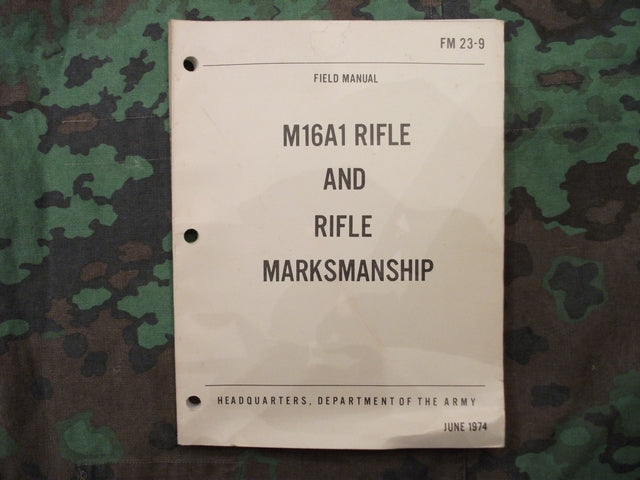 FM 23-9
FIELD MANUAL
M16A1 RIFLE
AND
RIFLE
MARKSMANSHIP
HEADQUARTERS, DEPARTMENT OF THE ARMY
JUNE 1974